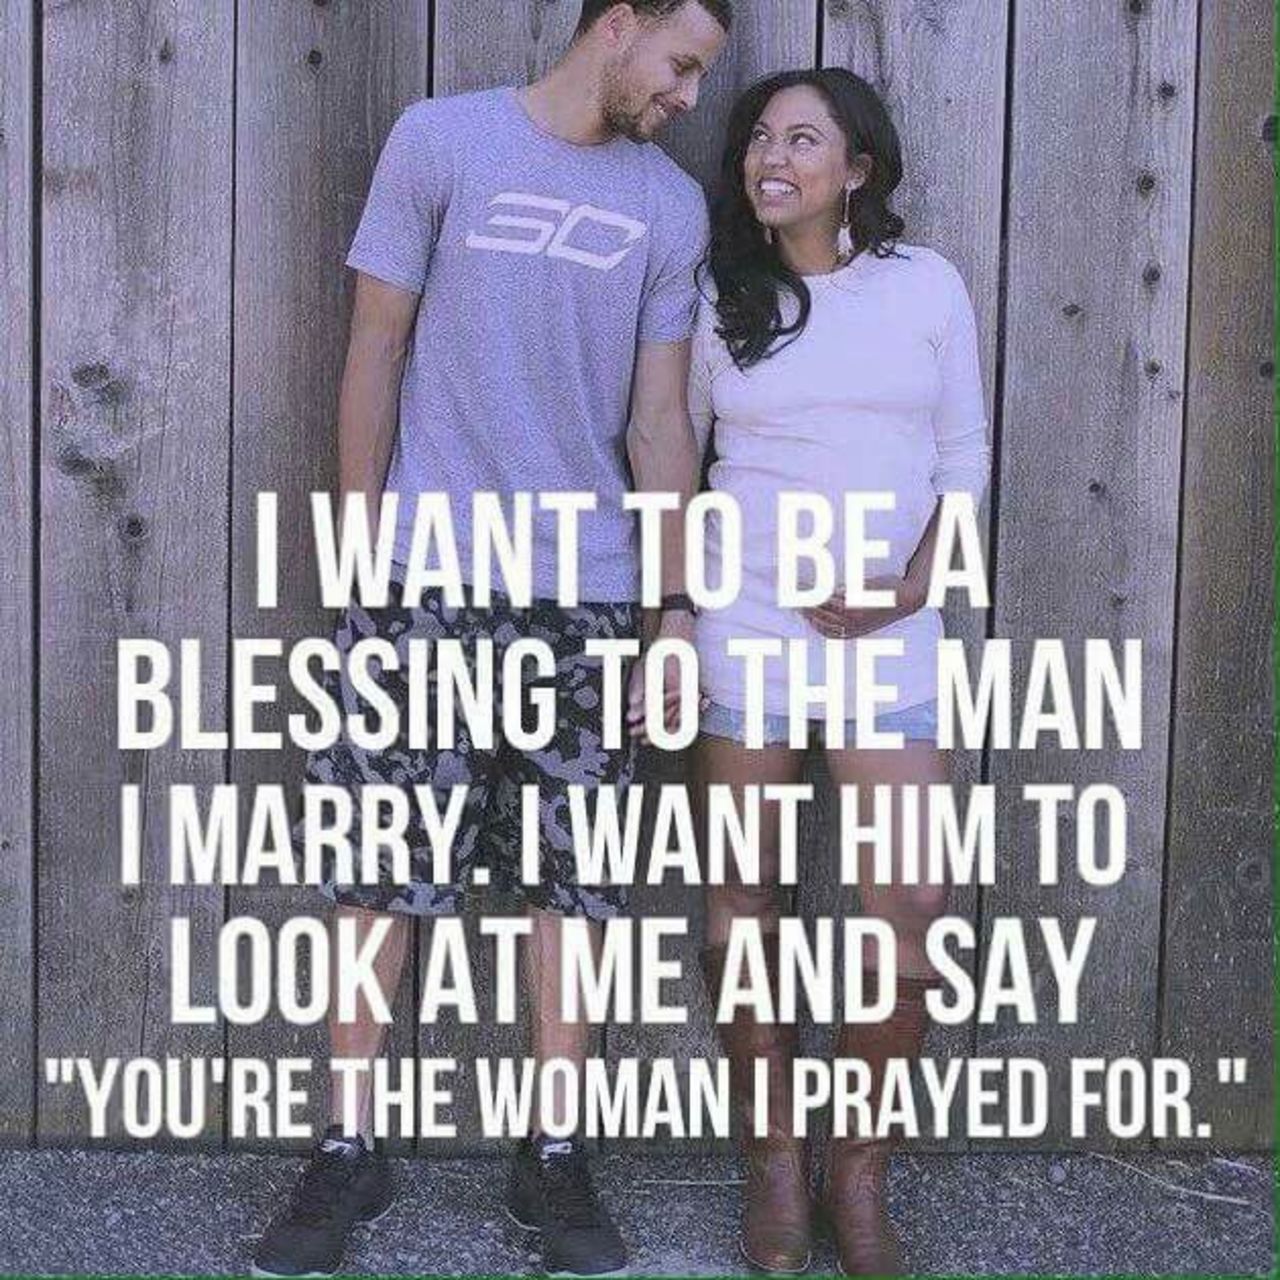 SC
I WANT TO BE A
BLESSING TO THE MAN
I MARRY. I WANT HIM TO
LOOK AT ME AND SAY
"YOU'RE THE WOMAN I PRAYED FOR."